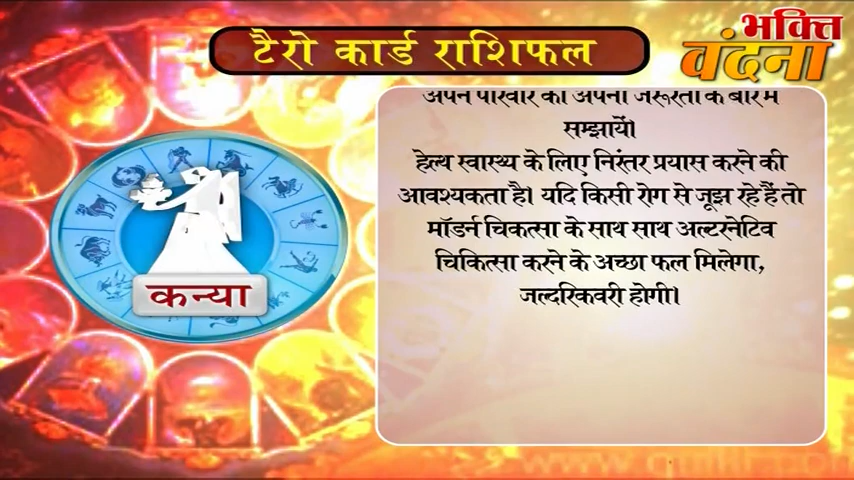 टैरो कार्ड राशिफल
भक्ति
वंदना
अपने परिवार को अपनी जरूरतों के बारे में
समझायें।
हेल्थ स्वास्थ्य के लिए निरंतर प्रयास करने की
आवश्यकता है। यदि किसी रोग से जूझ रहे हैं तो
मॉडर्न चिकत्सा के साथ साथ अल्टरनेटिव
चिकित्सा करने के अच्छा फल मिलेगा,
जल्दरिकवरी होगी।
कन्या